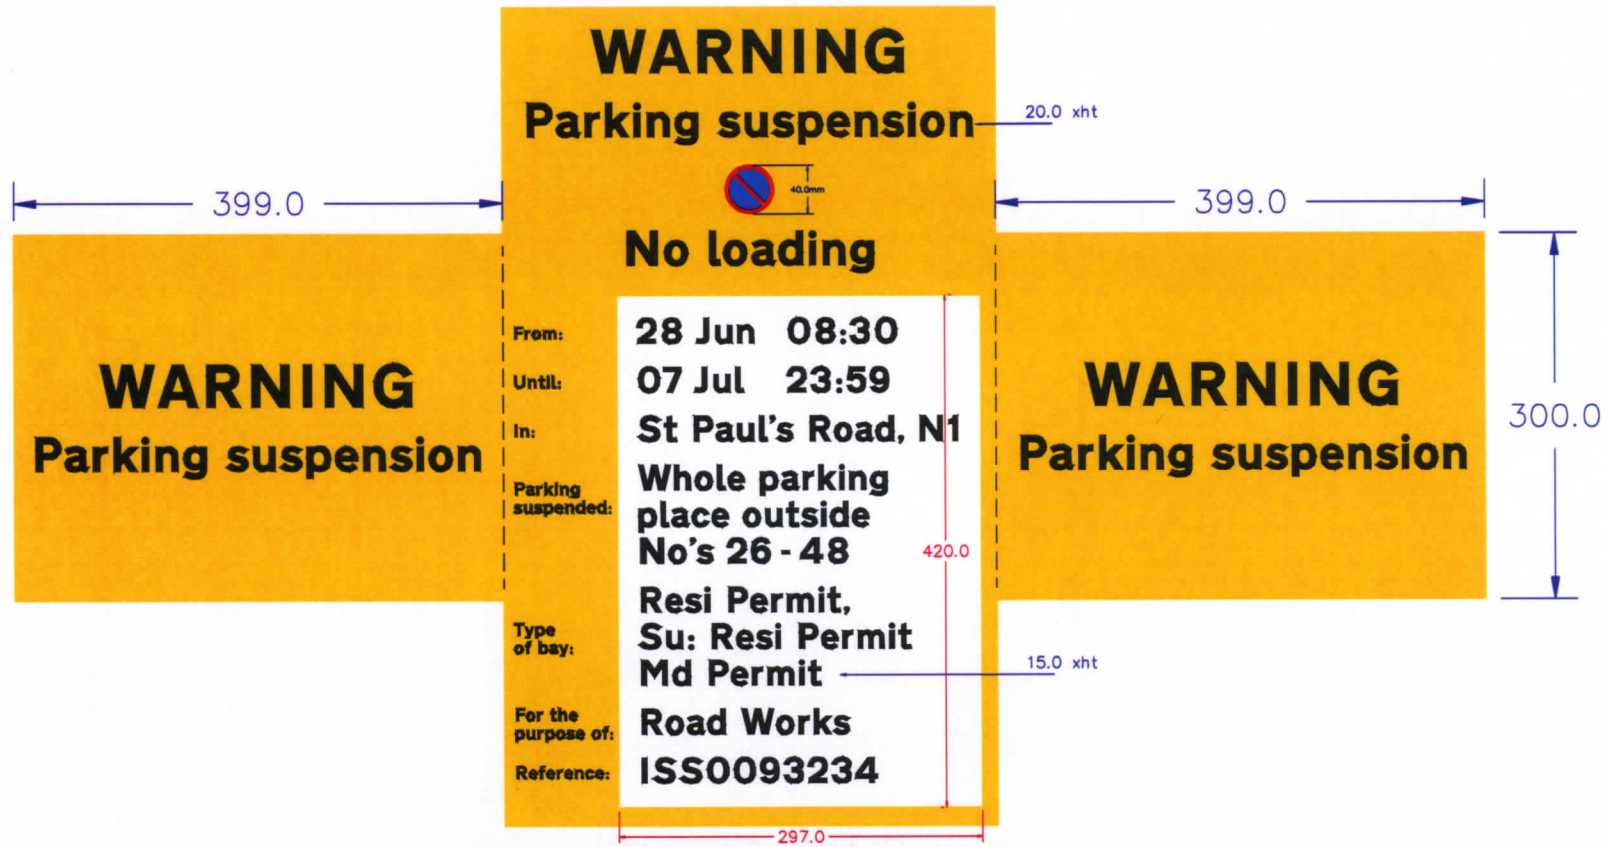 WARNING
Parking suspension
20.0 xht
40.0mm
399.0
399.0
No loading
From: 28 Jun 08:30
Until: 07 Jul 23:59
In: St Paul's Road, N1
Parking suspended: Whole parking
place outside
No's 26 - 48
420.0
Type of bay: Resi Permit,
Su: Resi Permit
Md Permit
15.0 xht
For the purpose of: Road Works
Reference: ISS0093234
297.0
WARNING
Parking suspension
WARNING
Parking suspension
300.0